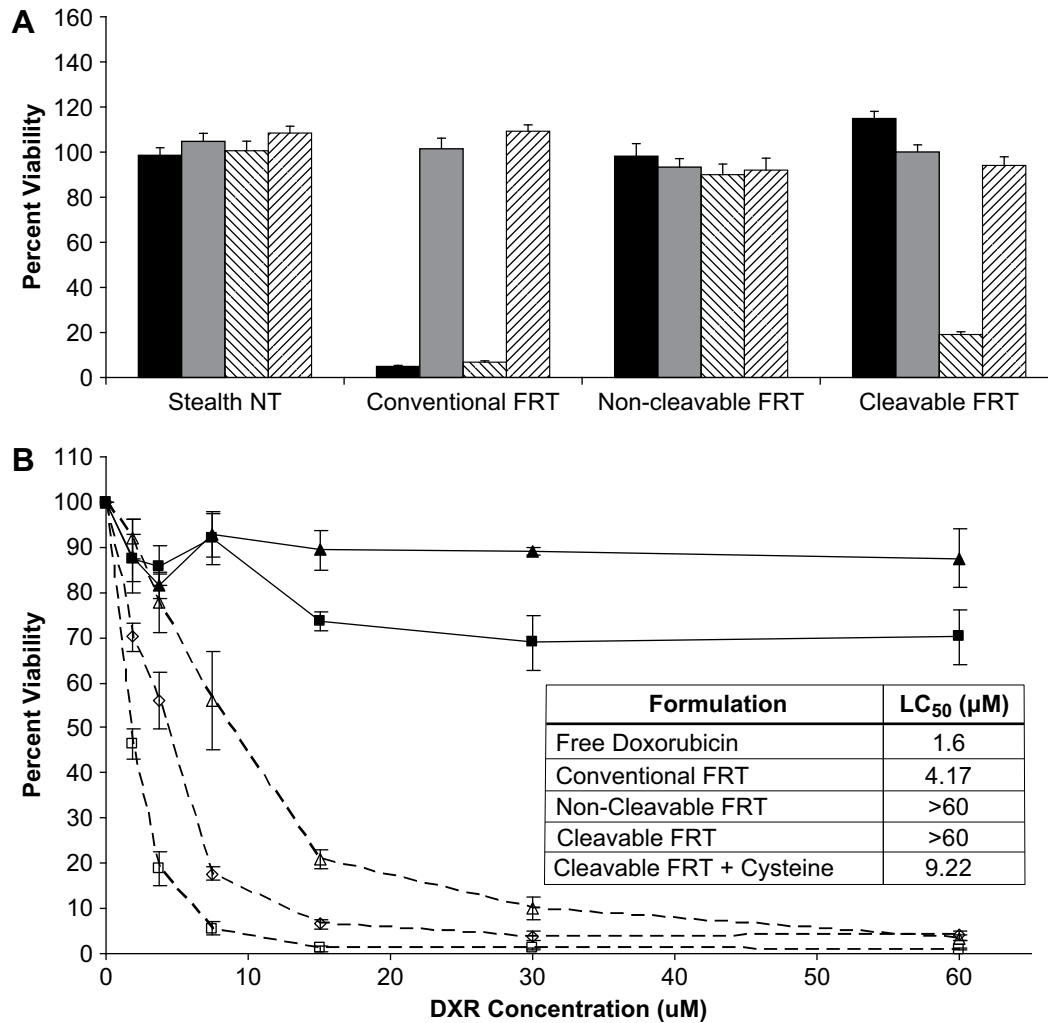 A
160
140
120
100
80
60
40
20
0
Percent Viability
Stealth NT Conventional FRT Non-cleavable FRT Cleavable FRT
B
110
100
90
80
70
60
50
40
30
20
10
0
Percent Viability
Formulation LC50 (µM)
Free Doxorubicin 1.6
Conventional FRT 4.17
Non-Cleavable FRT >60
Cleavable FRT >60
Cleavable FRT + Cysteine 9.22
0 10 20 30 40 50 60
DXR Concentration (uM)